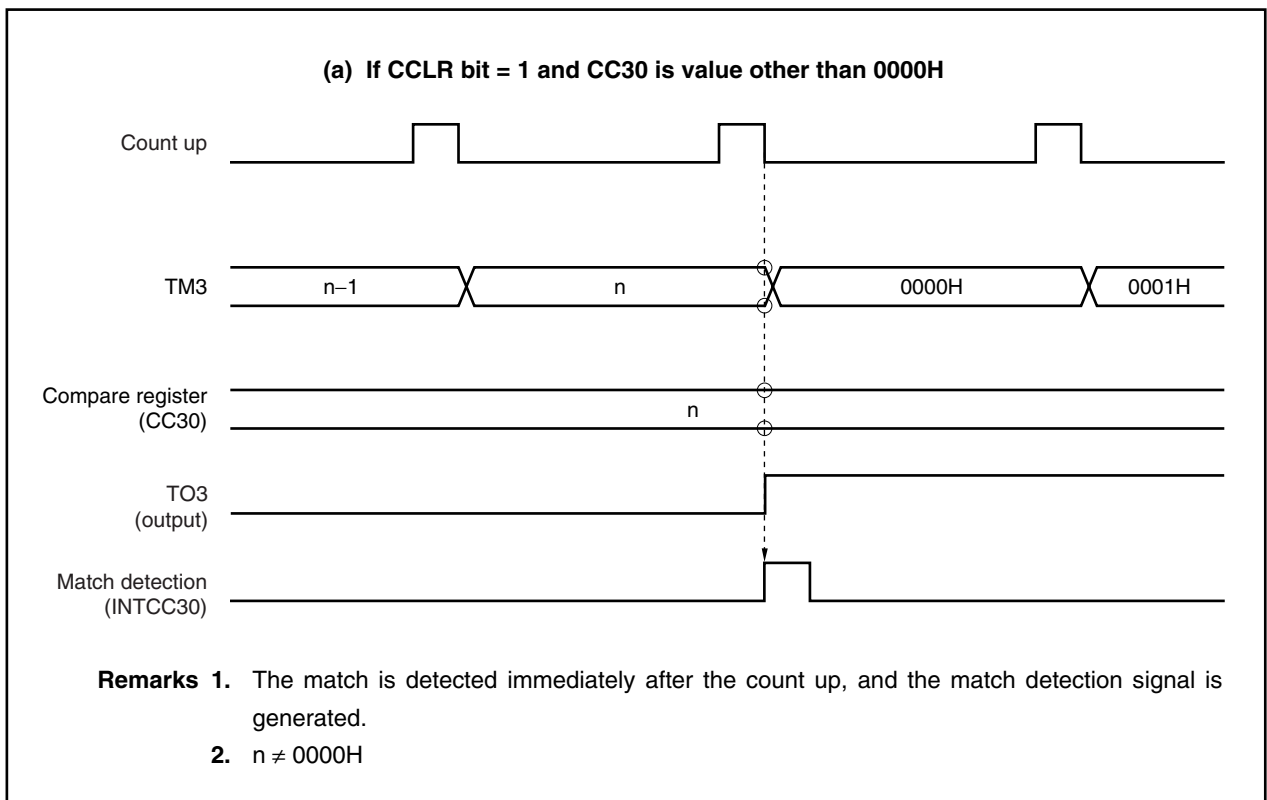 (a) If CCLR bit = 1 and CC30 is value other than 0000H
Count up
TM3
n−1
n
0000H
0001H
Compare register
(CC30)
n
TO3
(output)
Match detection
(INTCC30)
Remarks 1. The match is detected immediately after the count up, and the match detection signal is
generated.
2. n ≠ 0000H